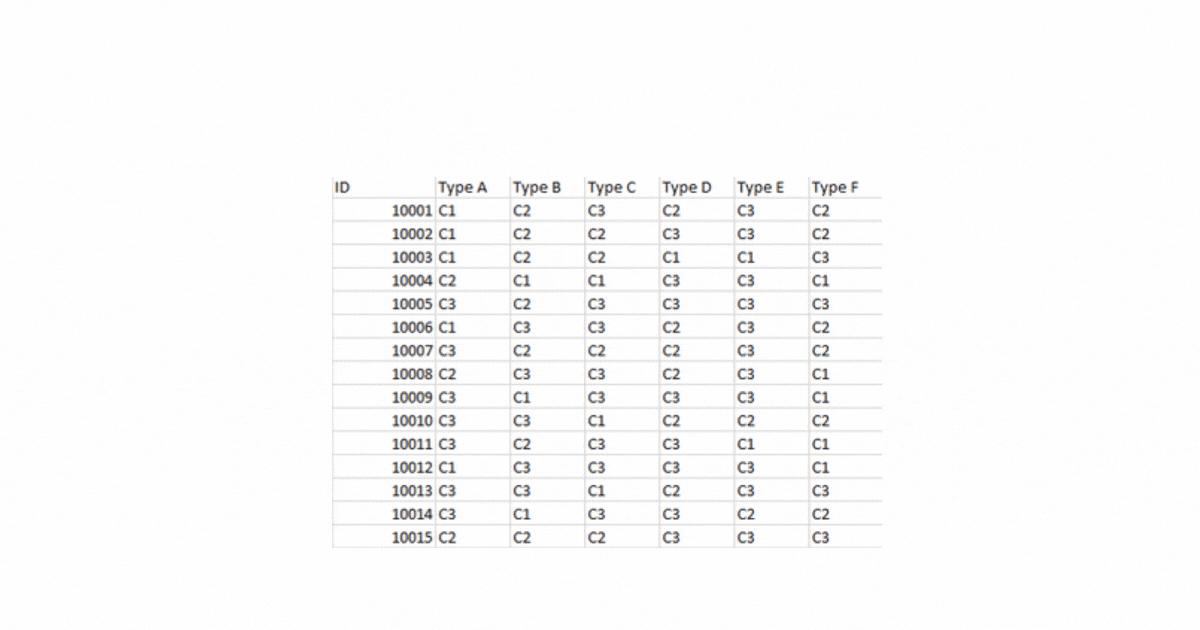 ID Type A Type B Type C Type D Type E Type F
10001 C1 C2 C3 C2 C3 C2
10002 C1 C2 C2 C3 C3 C2
10003 C1 C2 C2 C1 C1 C3
10004 C2 C1 C1 C3 C3 C1
10005 C3 C2 C3 C3 C3 C3
10006 C1 C3 C3 C2 C3 C2
10007 C3 C2 C2 C2 C3 C2
10008 C2 C3 C3 C2 C3 C1
10009 C3 C1 C3 C3 C3 C1
10010 C3 C3 C1 C2 C2 C2
10011 C3 C2 C3 C3 C1 C1
10012 C1 C3 C3 C3 C3 C1
10013 C3 C3 C1 C2 C3 C3
10014 C3 C1 C3 C3 C2 C2
10015 C2 C2 C2 C3 C3 C3